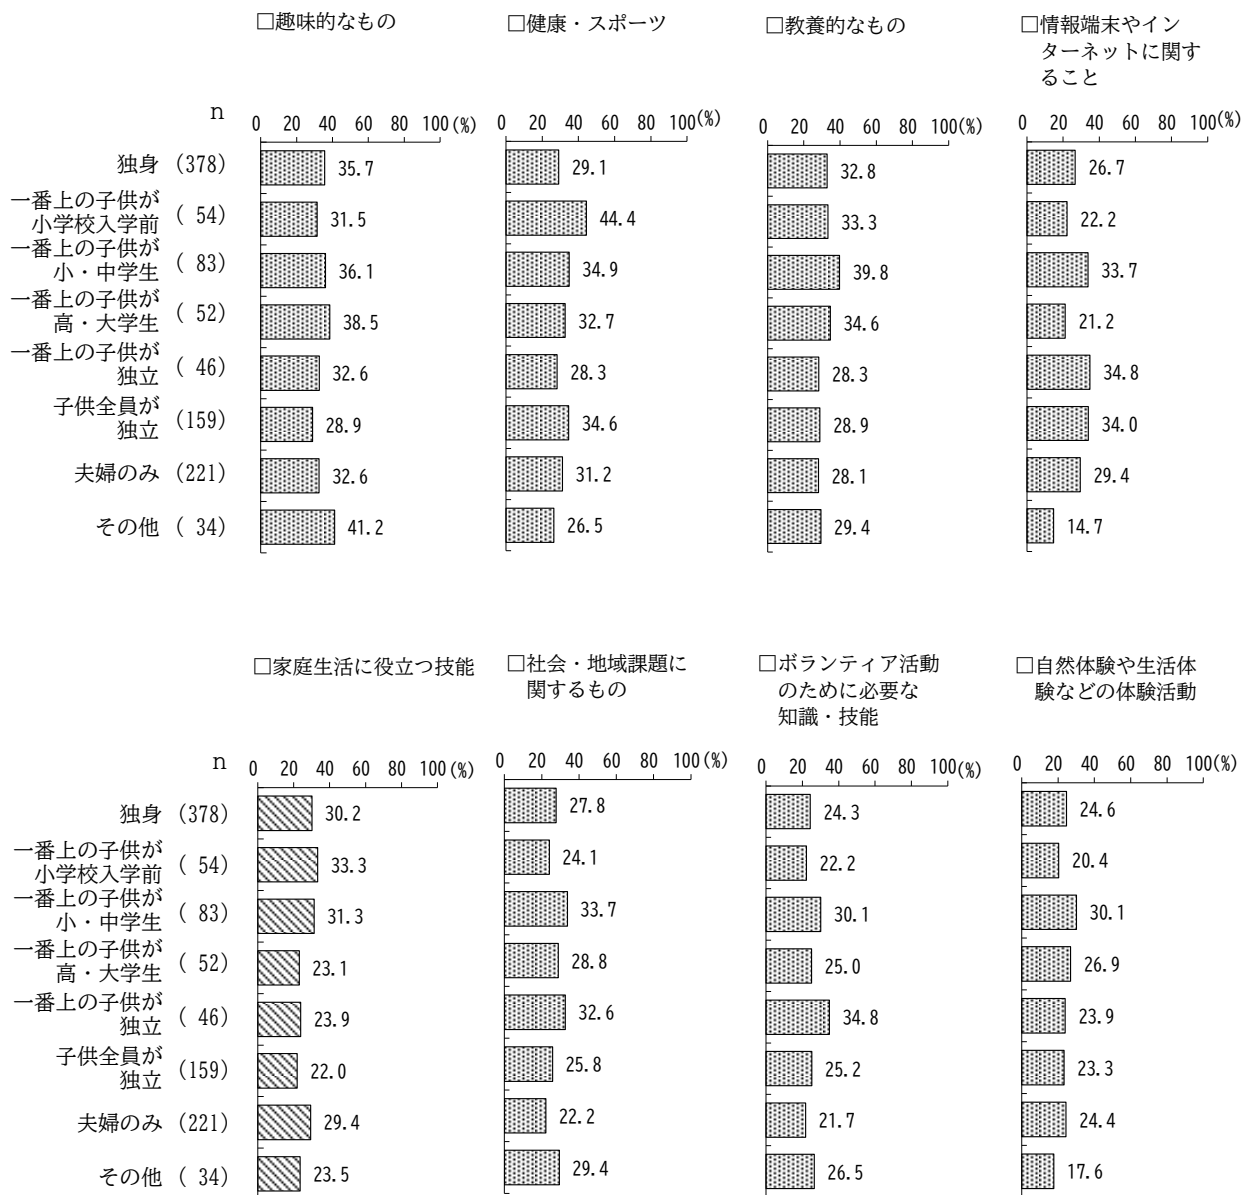 □趣味的なもの
□健康・スポーツ
□教養的なもの
□情報端末やイン
ターネットに関す
ること
n
0 20 40 60 80 100(%)
0 20 40 60 80 100(%)
0 20 40 60 80 100(%)
0 20 40 60 80 100(%)
独身 (378) 35.7 29.1 32.8 26.7
一番上の子供が
小学校入学前 ( 54) 31.5 44.4 33.3 22.2
一番上の子供が
小・中学生 ( 83) 36.1 34.9 39.8 33.7
一番上の子供が
高・大学生 ( 52) 38.5 32.7 34.6 21.2
一番上の子供が
独立 ( 46) 32.6 28.3 28.3 34.8
子供全員が
独立 (159) 28.9 34.6 28.9 34.0
夫婦のみ (221) 32.6 31.2 28.1 29.4
その他 ( 34) 41.2 26.5 29.4 14.7
□家庭生活に役立つ技能
□社会・地域課題に
関するもの
□ボランティア活動
のために必要な
知識・技能
□自然体験や生活体
験などの体験活動
n
0 20 40 60 80 100(%)
0 20 40 60 80 100(%)
0 20 40 60 80 100(%)
0 20 40 60 80 100(%)
独身 (378) 30.2 27.8 24.3 24.6
一番上の子供が
小学校入学前 ( 54) 33.3 24.1 22.2 20.4
一番上の子供が
小・中学生 ( 83) 31.3 33.7 30.1 30.1
一番上の子供が
高・大学生 ( 52) 23.1 28.8 25.0 26.9
一番上の子供が
独立 ( 46) 23.9 32.6 34.8 23.9
子供全員が
独立 (159) 22.0 25.8 25.2 23.3
夫婦のみ (221) 29.4 22.2 21.7 24.4
その他 ( 34) 23.5 29.4 26.5 17.6